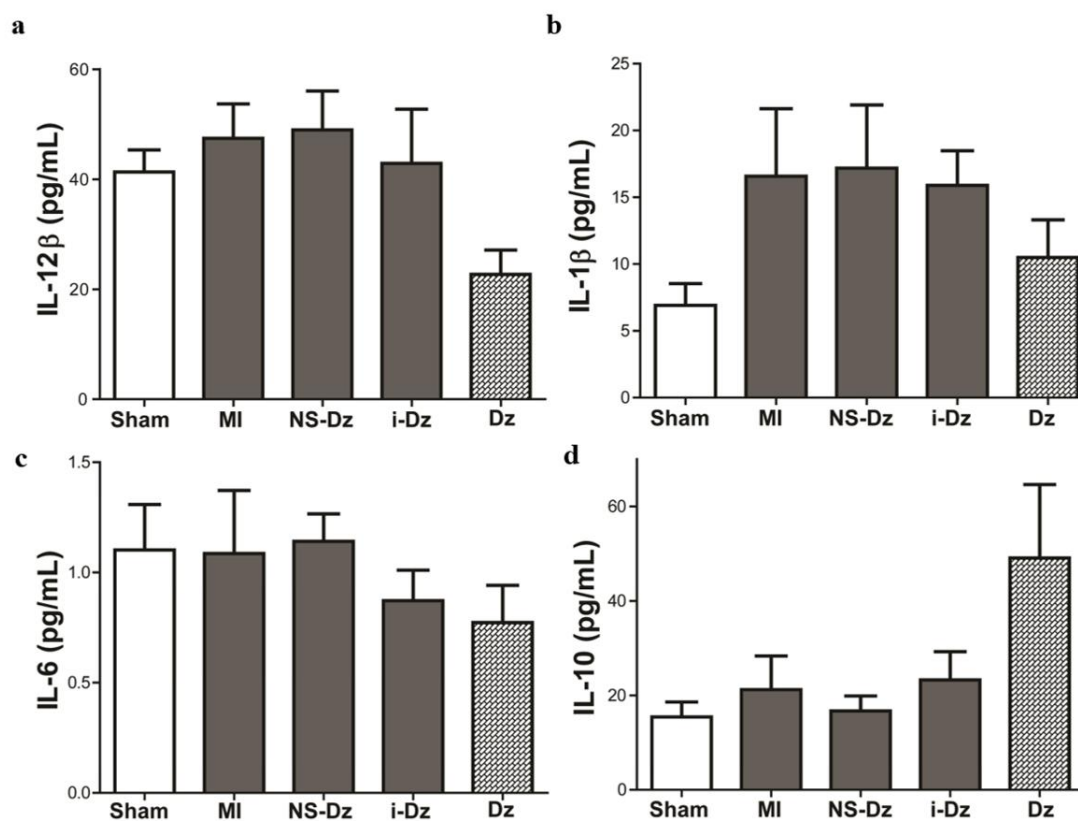 a
IL-12β (pg/mL)
60
40
20
0
Sham MI NS-Dz i-Dz Dz
b
IL-1β (pg/mL)
25
20
15
10
5
0
Sham MI NS-Dz i-Dz Dz
c
IL-6 (pg/mL)
1.5
1.0
0.5
0.0
Sham MI NS-Dz i-Dz Dz
d
IL-10 (pg/mL)
60
40
20
0
Sham MI NS-Dz i-Dz Dz